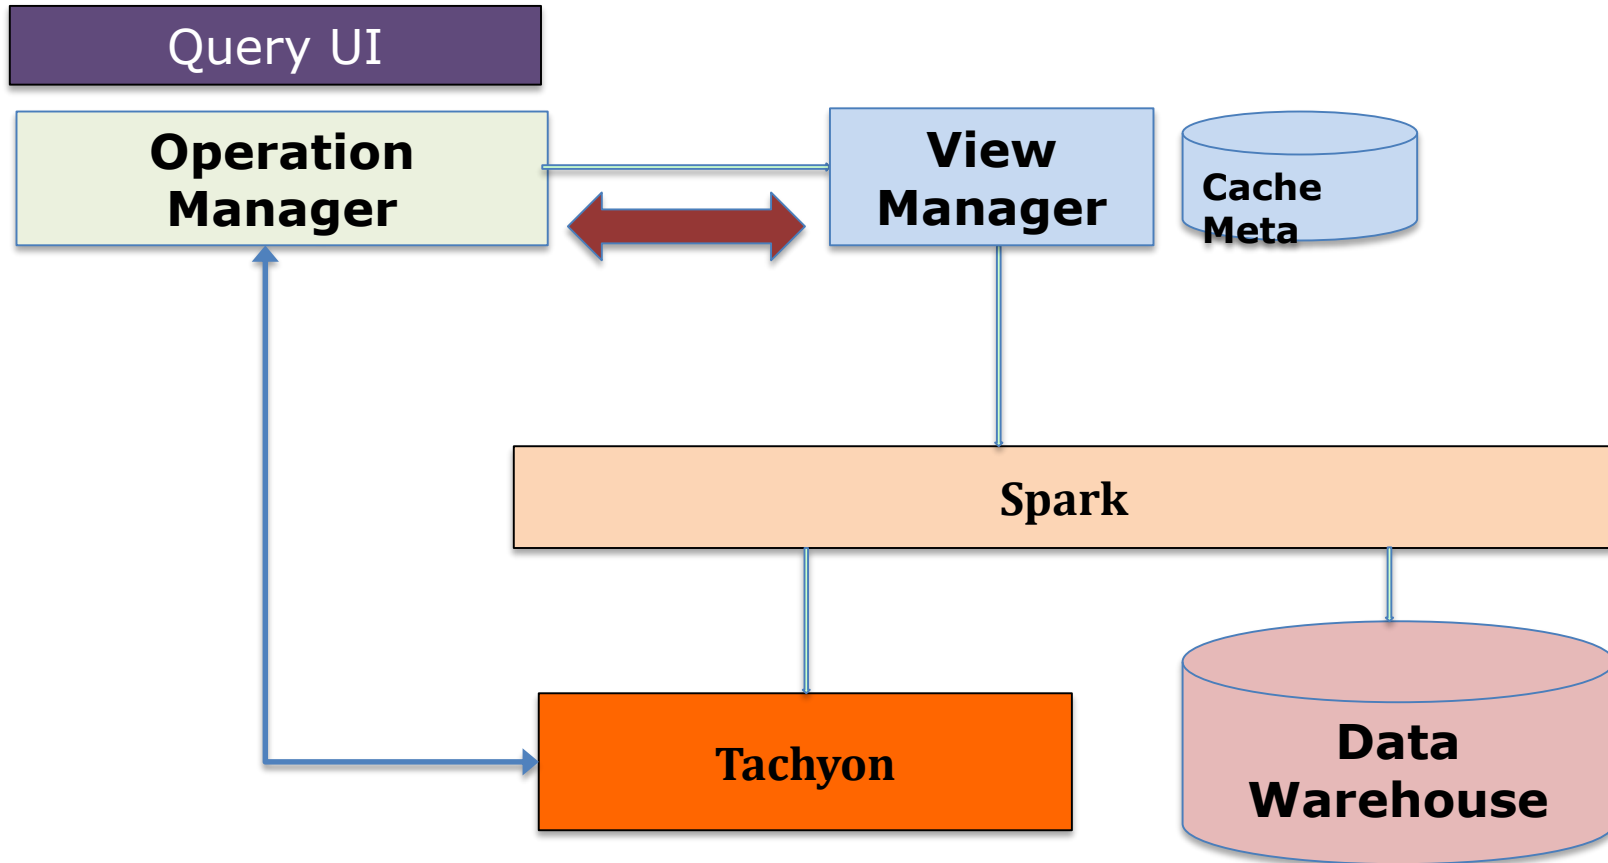 Query UI
Operation
Manager
View
Manager
Cache
Meta
Spark
Tachyon
Data
Warehouse